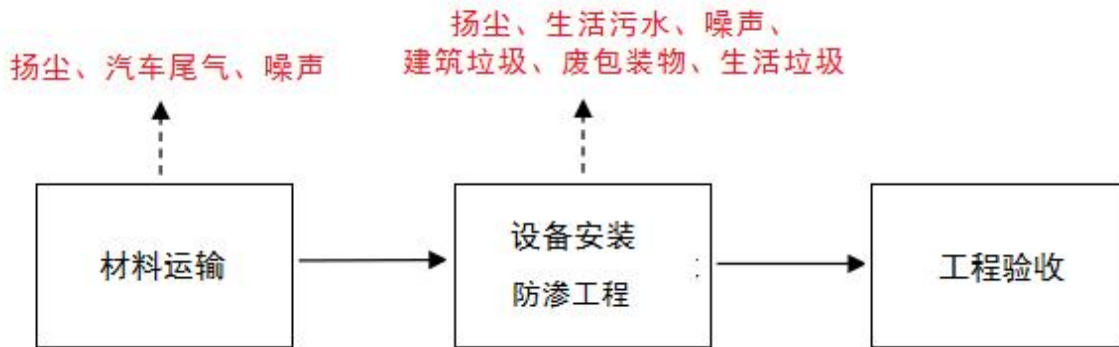 扬尘、汽车尾气、噪声
扬尘、生活污水、噪声、
建筑垃圾、废包装物、生活垃圾
材料运输
设备安装
防渗工程
:
工程验收